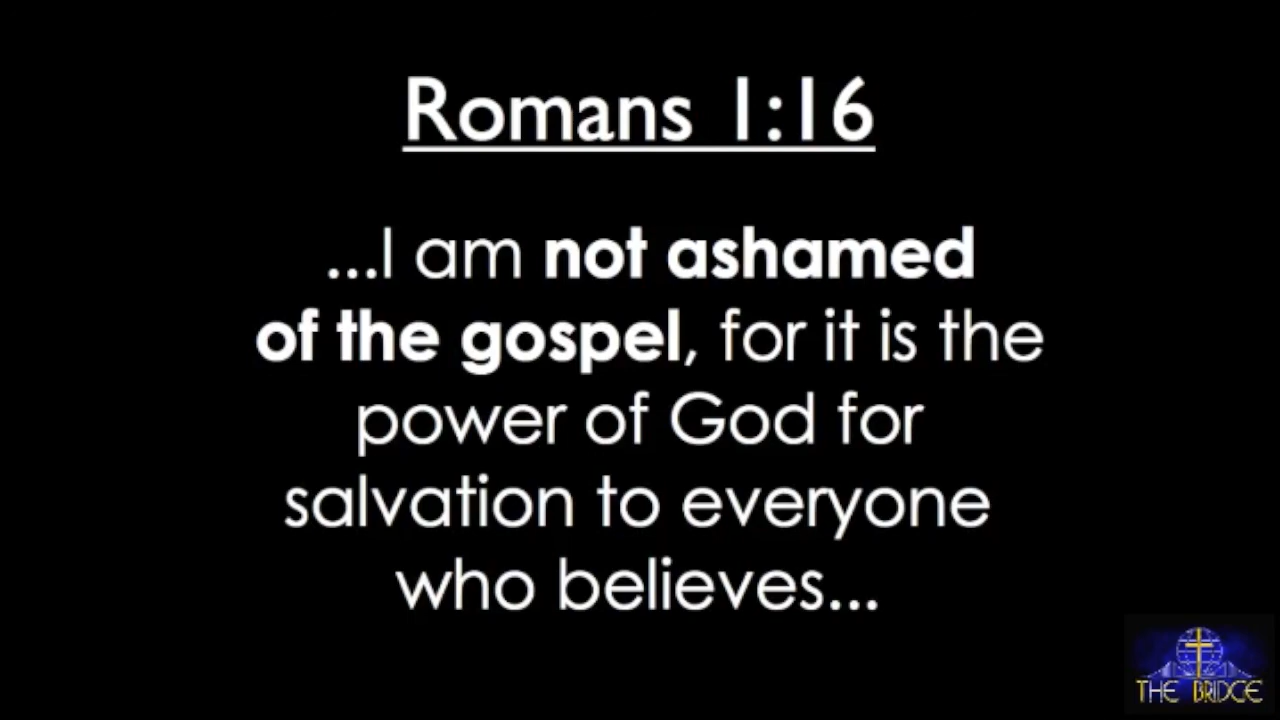 Romans 1:16
...I am not ashamed
of the gospel, for it is the
power of God for
salvation to everyone
who believes...
THE BRIDGE